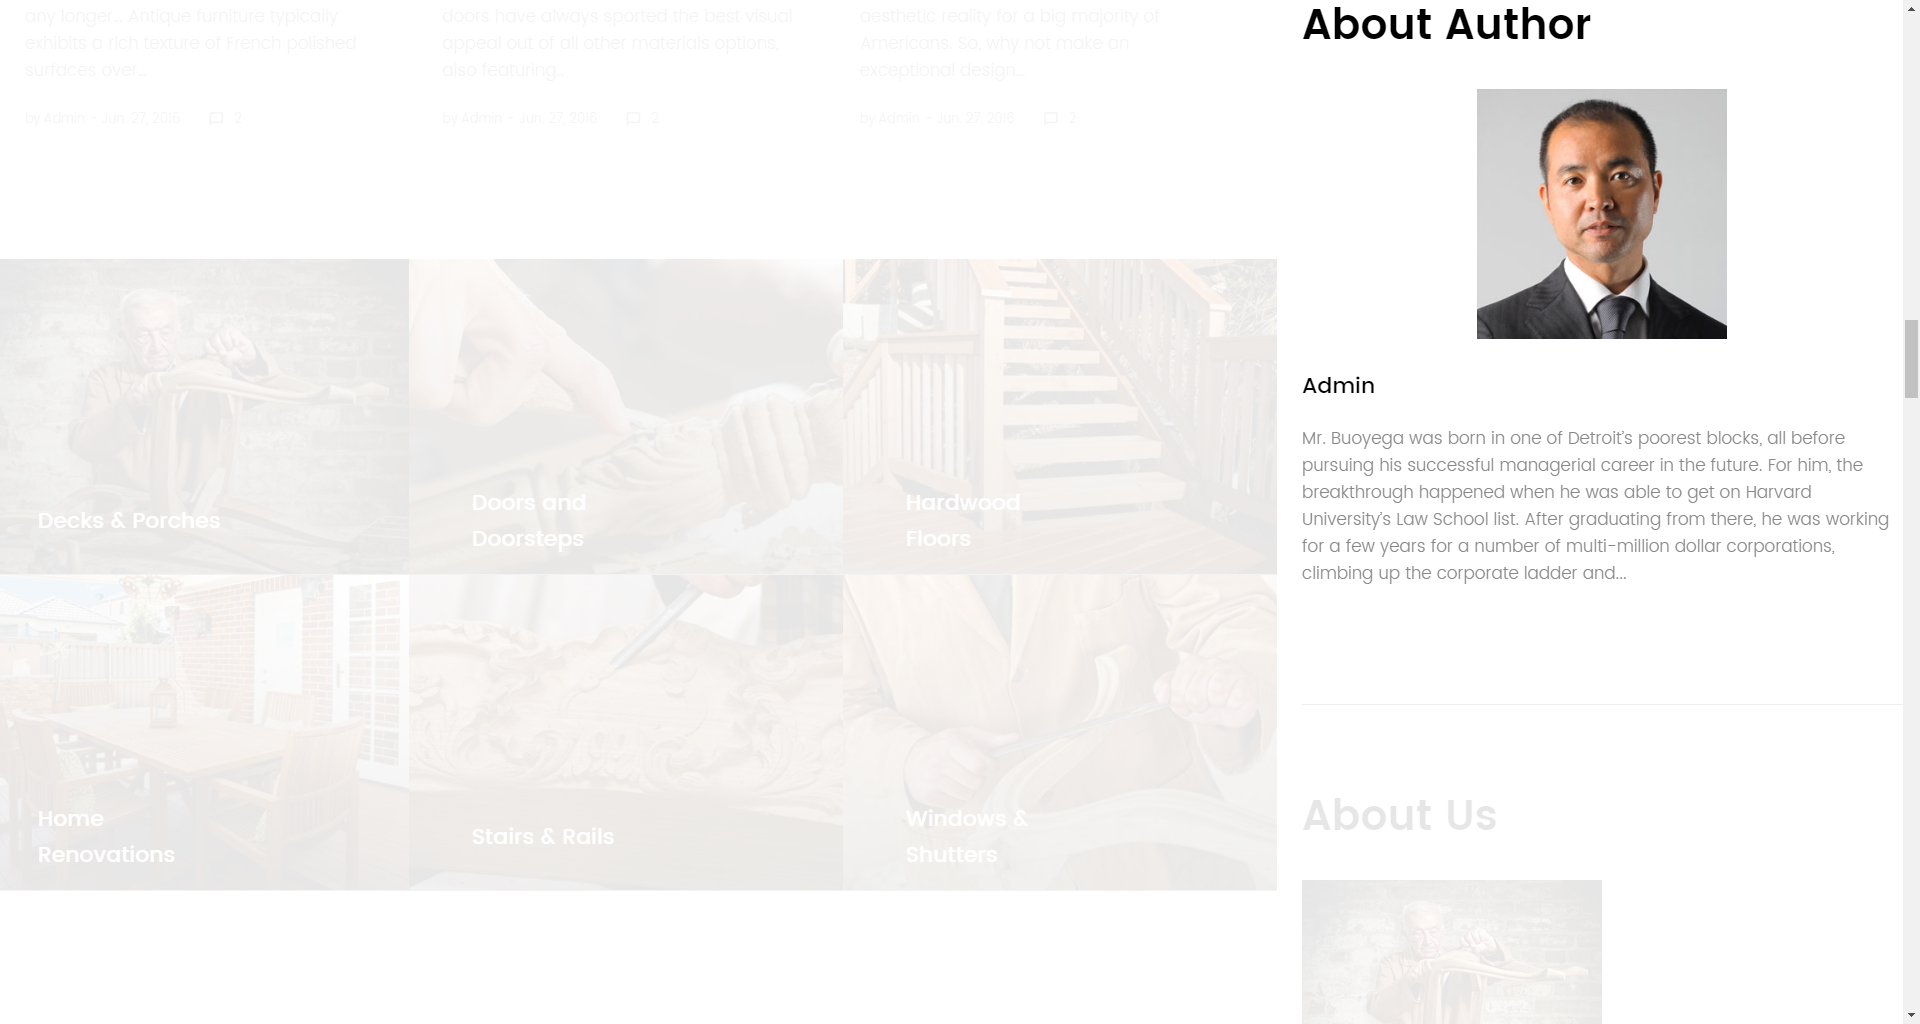 any longer... Antique furniture typically
exhibits a rich texture of French polished
surfaces over...
by Admin - Jun. 27, 2016 2
doors have always sported the best visual
appeal out of all other materials options,
also featuring...
by Admin - Jun. 27, 2016 2
aesthetic reality for a big majority of
Americans. So, why not make an
exceptional design...
by Admin - Jun. 27, 2016 2
Decks & Porches
Doors and
Doorsteps
Hardwood
Floors
Home
Renovations
Stairs & Rails
Windows &
Shutters
About Author
Admin
Mr. Buoyega was born in one of Detroit's poorest blocks, all before
pursuing his successful managerial career in the future. For him, the
breakthrough happened when he was able to get on Harvard
University's Law School list. After graduating from there, he was working
for a few years for a number of multi-million dollar corporations,
climbing up the corporate ladder and...
About Us